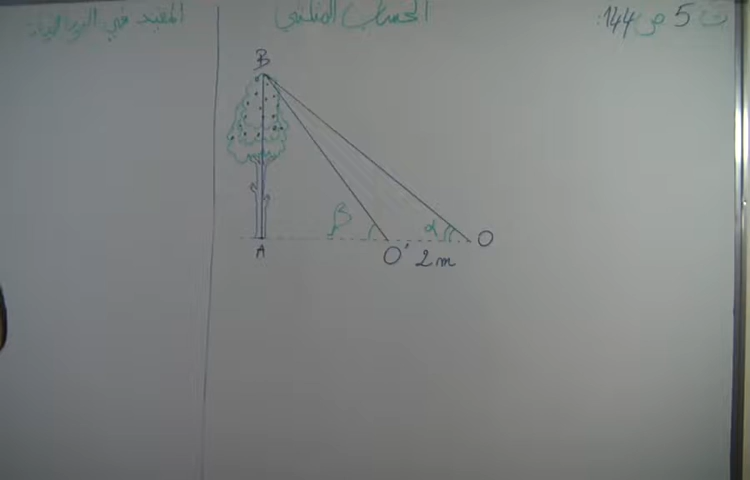 ت 5 ص 144:
الحساب المثلثي
المفيد في الرياضيات
B
β
α
A
O'
2m
O